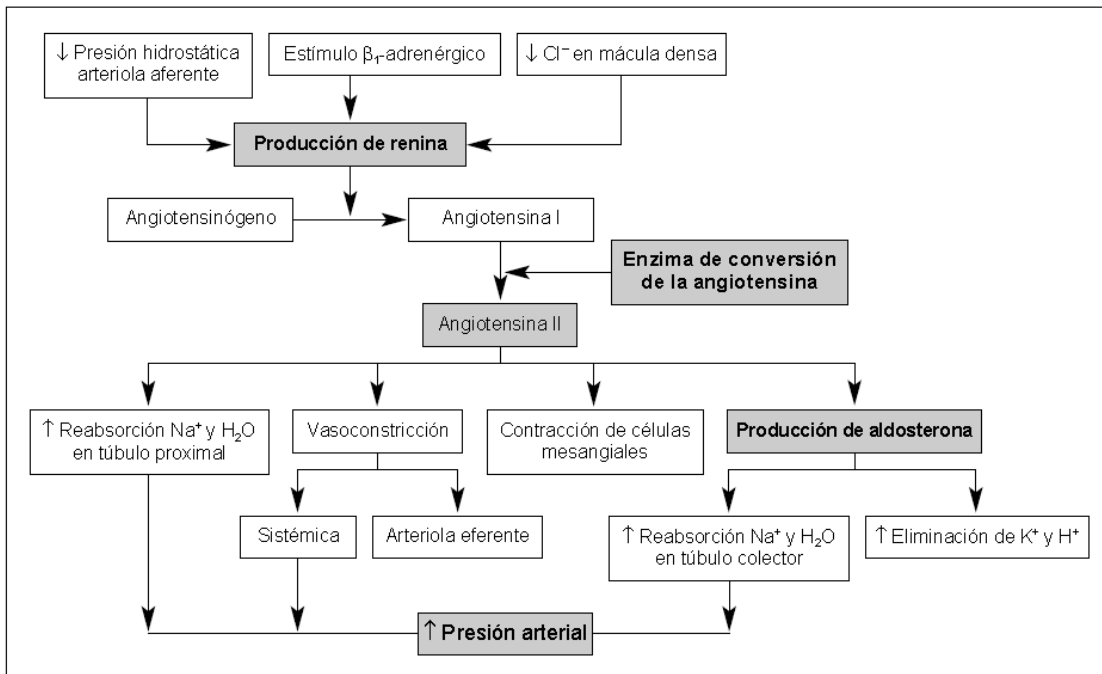 ↓ Presión hidrostática
arteriola aferente
Estímulo β₁-adrenérgico
↓ Cl⁻ en mácula densa
Producción de renina
Angiotensinógeno
Angiotensina I
Enzima de conversión
de la angiotensina
Angiotensina II
↑ Reabsorción Na⁺ y H₂O
en túbulo proximal
Vasoconstricción
Contracción de células
mesangiales
Producción de aldosterona
Sistémica
Arteriola eferente
↑ Reabsorción Na⁺ y H₂O
en túbulo colector
↑ Eliminación de K⁺ y H⁺
↑ Presión arterial